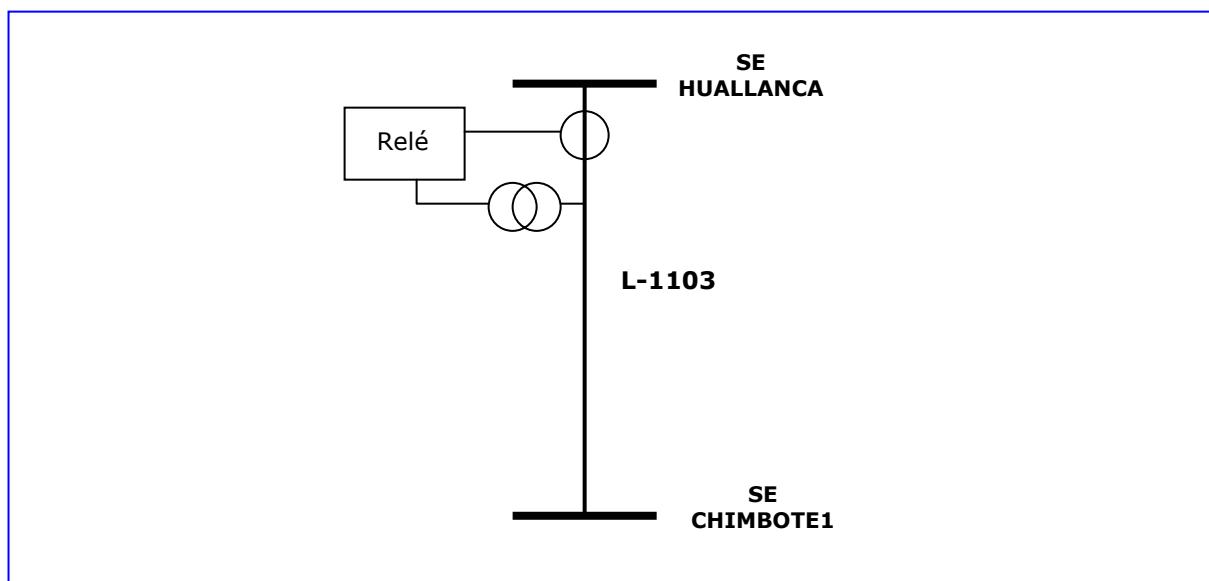 SE
HUALLANCA
Relé
L-1103
SE
CHIMBOTE1